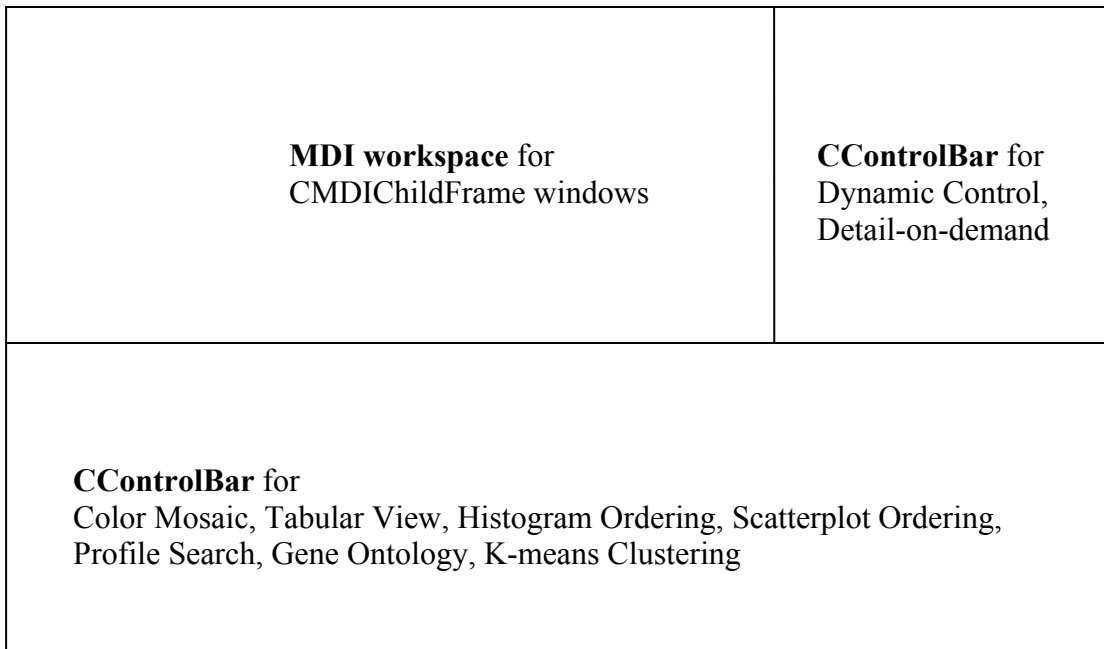 MDI workspace for
CMDIChildFrame windows
CControlBar for
Dynamic Control,
Detail-on-demand
CControlBar for
Color Mosaic, Tabular View, Histogram Ordering, Scatterplot Ordering,
Profile Search, Gene Ontology, K-means Clustering